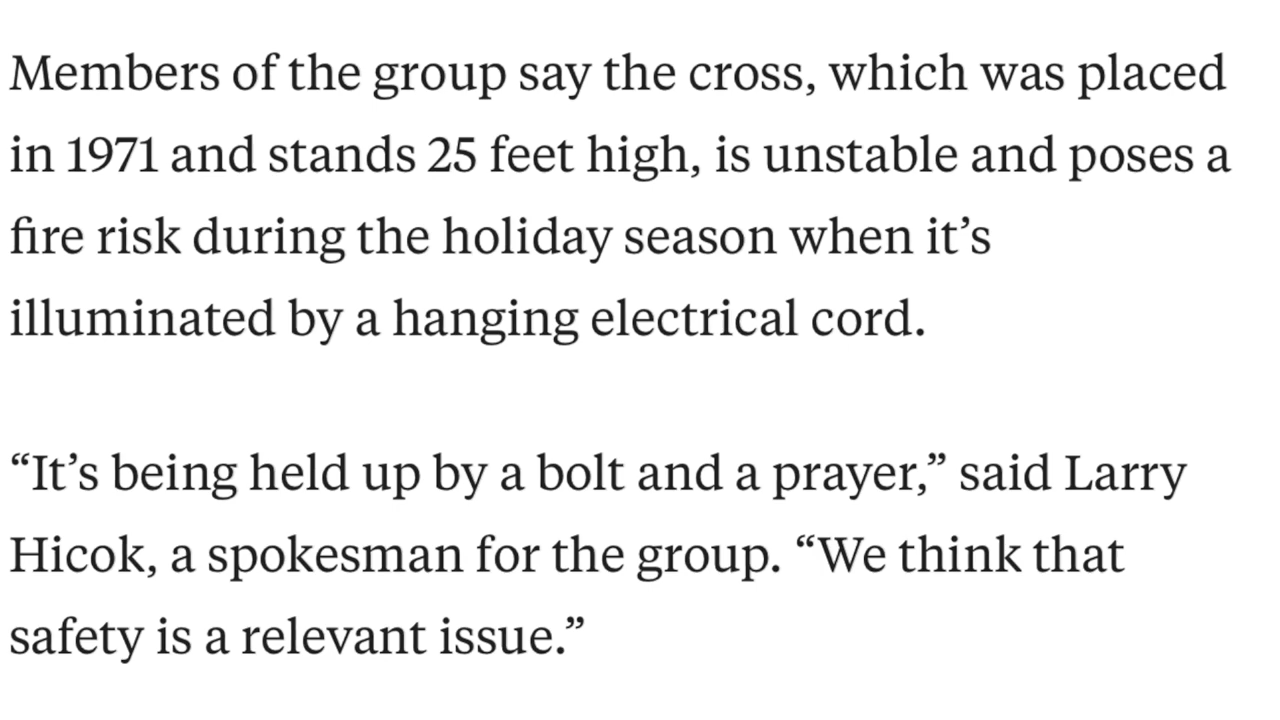 Members of the group say the cross, which was placed
in 1971 and stands 25 feet high, is unstable and poses a
fire risk during the holiday season when it’s
illuminated by a hanging electrical cord.
“It’s being held up by a bolt and a prayer,” said Larry
Hicok, a spokesman for the group. “We think that
safety is a relevant issue.”